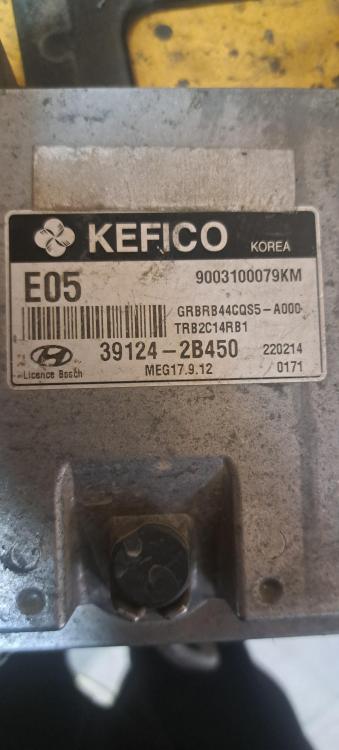 KEFICO KOREA
E05 9003100079KM
GRBRB44CQS5-A000
TRB2C14RB1
39124-2B450 220214
Licence Bosch MEG17.9.12 0171